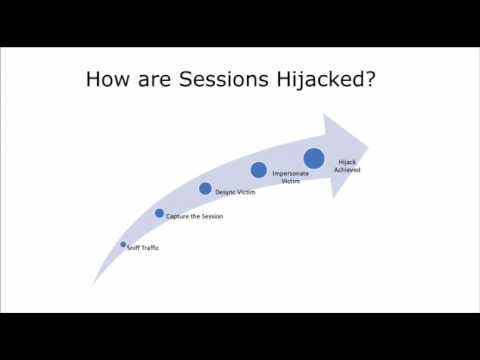 How are Sessions Hijacked?
Hijack
Achieved
Impersonate
Victim
Desync Victim
Capture the Session
Sniff Traffic